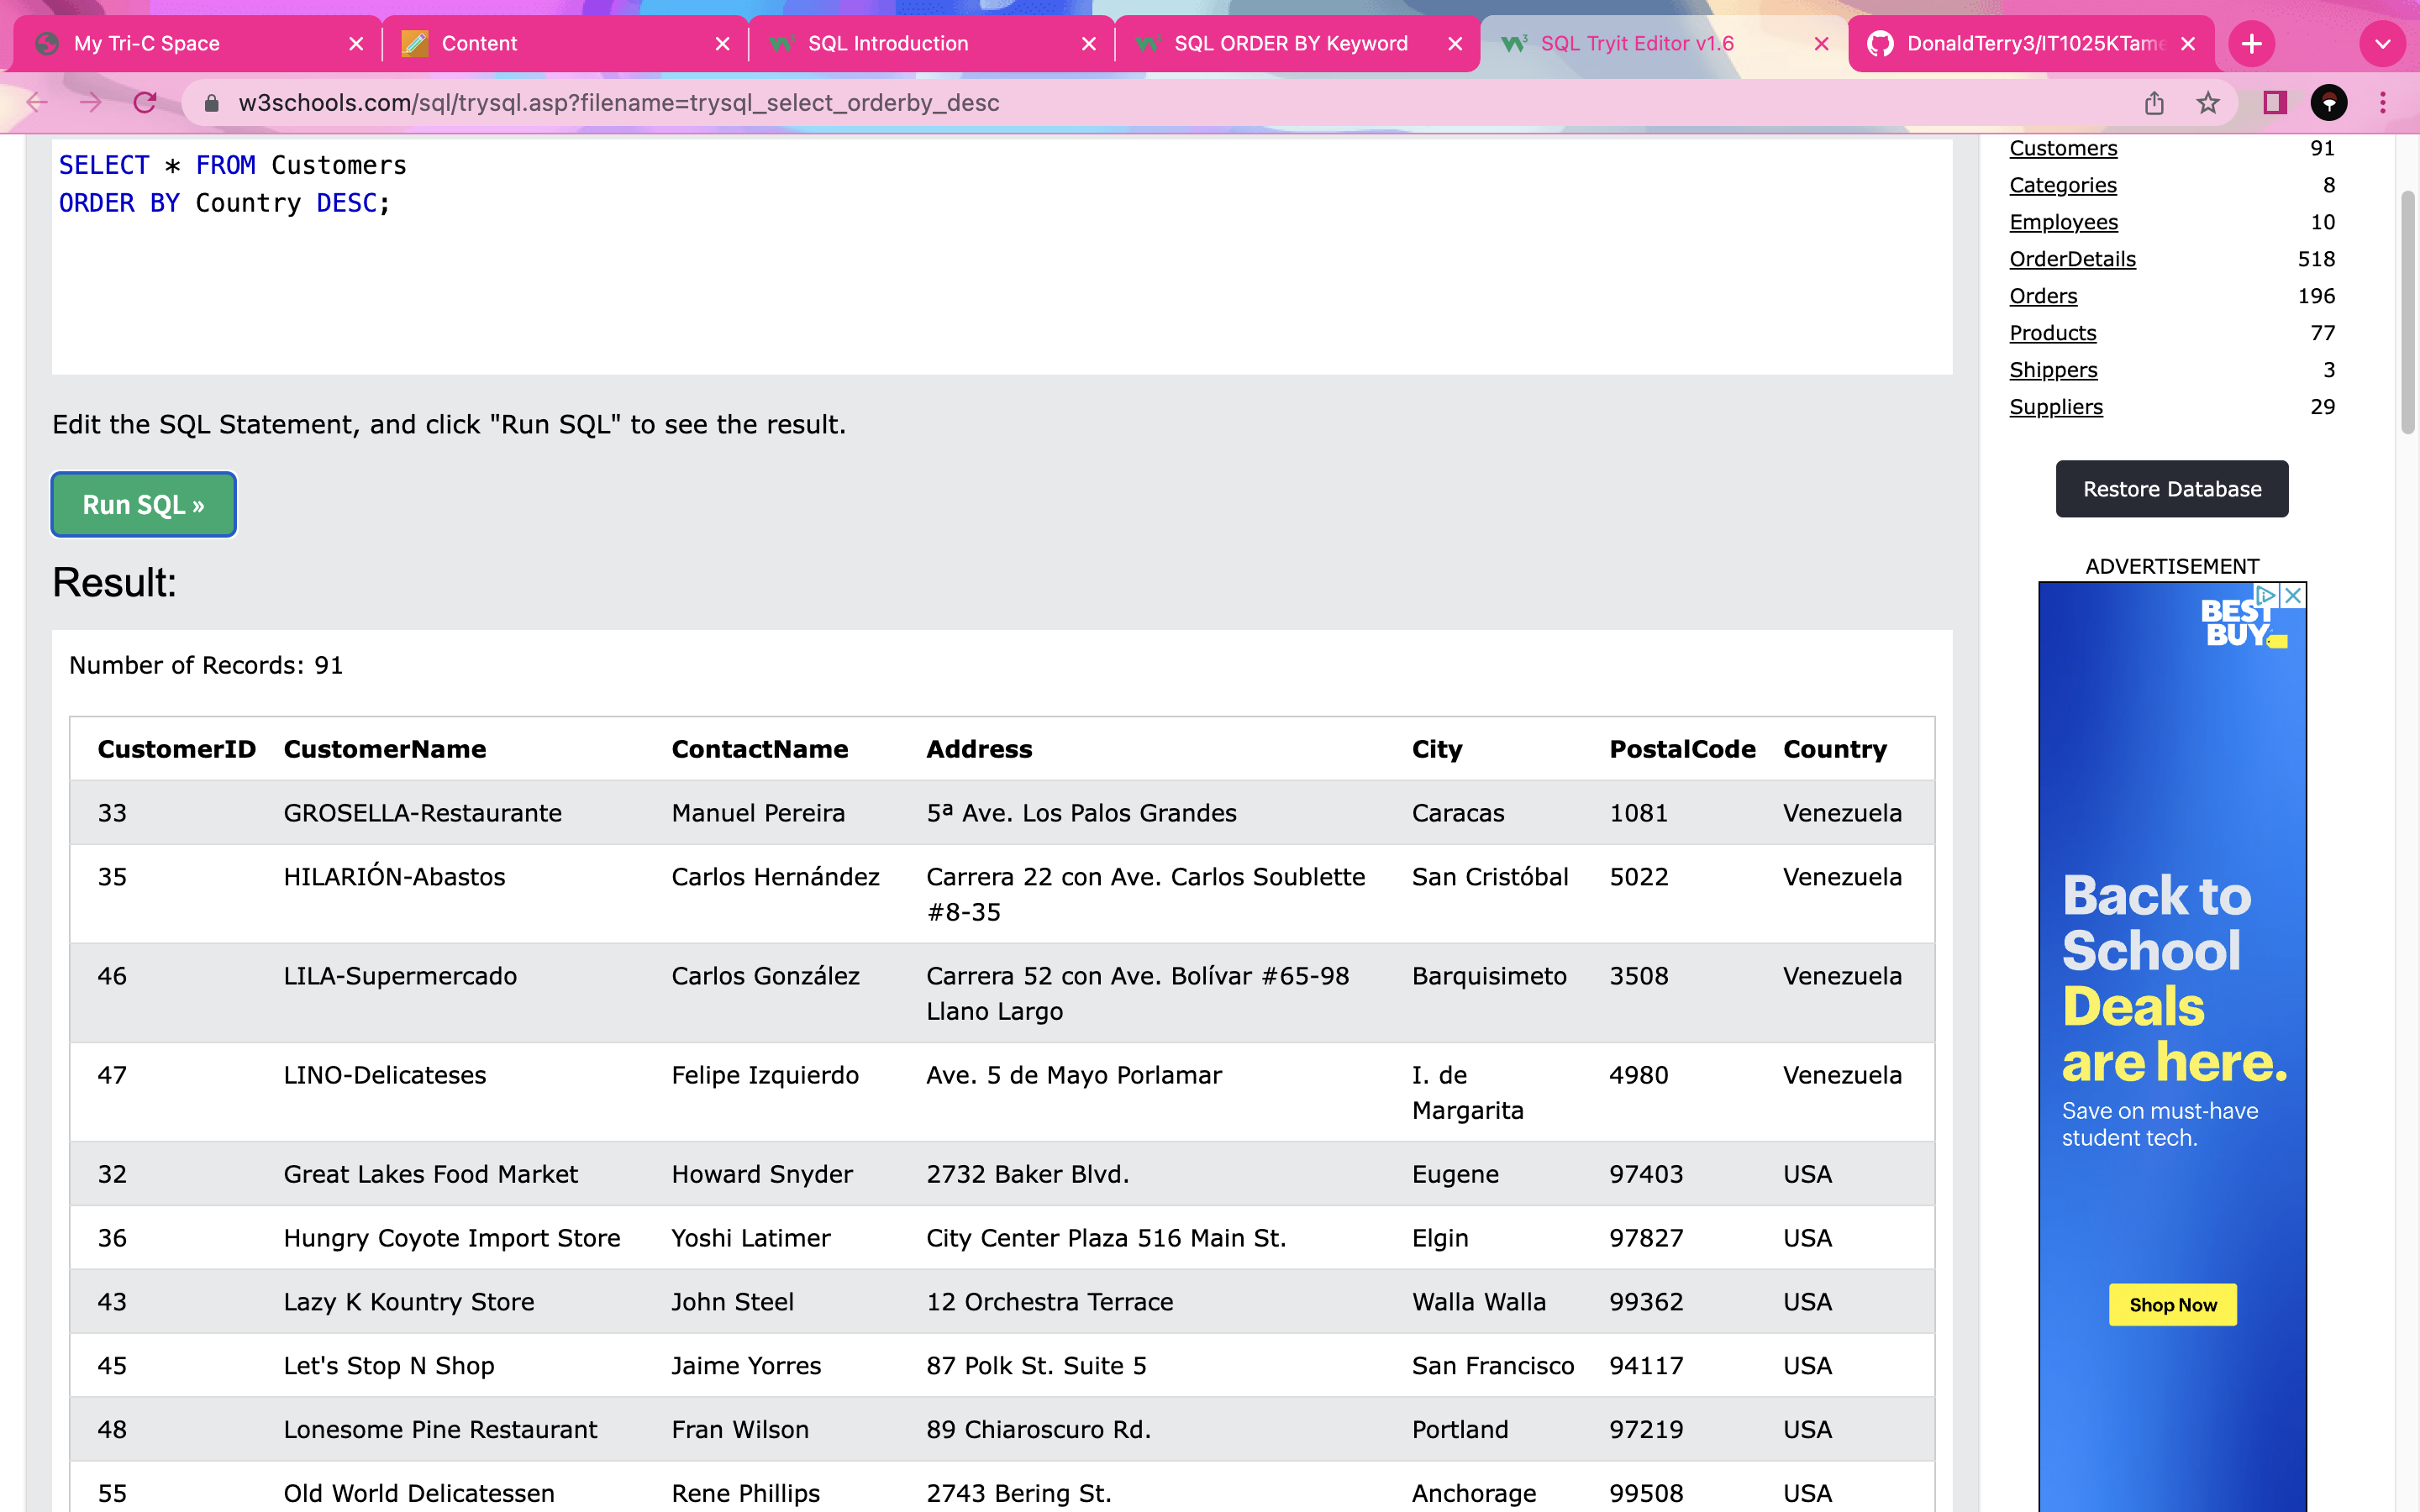 My Tri-C Space
Content
SQL Introduction
SQL ORDER BY Keyword
SQL Tryit Editor v1.6
DonaldTerry3/IT1025KTame
w3schools.com/sql/trysql.asp?filename=trysql_select_orderby_desc
SELECT * FROM Customers
ORDER BY Country DESC;
Edit the SQL Statement, and click "Run SQL" to see the result.
Run SQL »
Result:
Number of Records: 91
CustomerID CustomerName ContactName Address City PostalCode Country
33 GROSELLA-Restaurante Manuel Pereira 5ª Ave. Los Palos Grandes Caracas 1081 Venezuela
35 HILARIÓN-Abastos Carlos Hernández Carrera 22 con Ave. Carlos Soublette San Cristóbal 5022 Venezuela
#8-35
46 LILA-Supermercado Carlos González Carrera 52 con Ave. Bolívar #65-98 Barquisimeto 3508 Venezuela
Llano Largo
47 LINO-Delicateses Felipe Izquierdo Ave. 5 de Mayo Porlamar I. de 4980 Venezuela
Margarita
32 Great Lakes Food Market Howard Snyder 2732 Baker Blvd. Eugene 97403 USA
36 Hungry Coyote Import Store Yoshi Latimer City Center Plaza 516 Main St. Elgin 97827 USA
43 Lazy K Kountry Store John Steel 12 Orchestra Terrace Walla Walla 99362 USA
45 Let's Stop N Shop Jaime Yorres 87 Polk St. Suite 5 San Francisco 94117 USA
48 Lonesome Pine Restaurant Fran Wilson 89 Chiaroscuro Rd. Portland 97219 USA
55 Old World Delicatessen Rene Phillips 2743 Bering St. Anchorage 99508 USA
Customers 91
Categories 8
Employees 10
OrderDetails 518
Orders 196
Products 77
Shippers 3
Suppliers 29
Restore Database
ADVERTISEMENT
BEST
BUY
Back to
School
Deals
are here.
Save on must-have
student tech.
Shop Now